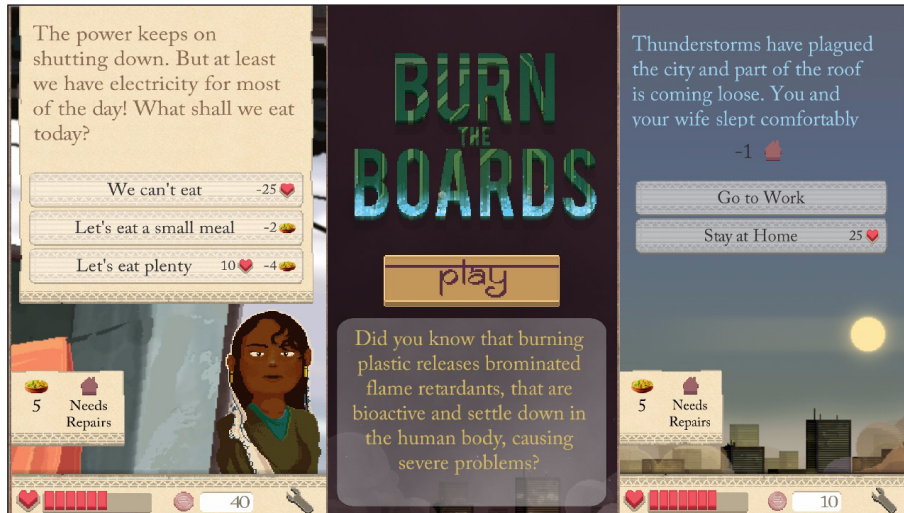 The power keeps on
shutting down. But at least
we have electricity for most
of the day! What shall we eat
today?
We can't eat -25
Let's eat a small meal -2
Let's eat plenty 10 -4
5 Needs
Repairs
40
BURN
THE
BOARDS
play
Did you know that burning
plastic releases brominated
flame retardants, that are
bioactive and settle down in
the human body, causing
severe problems?
Thunderstorms have plagued
the city and part of the roof
is coming loose. You and
your wife slept comfortably
-1
Go to Work
Stay at Home 25
5 Needs
Repairs
10